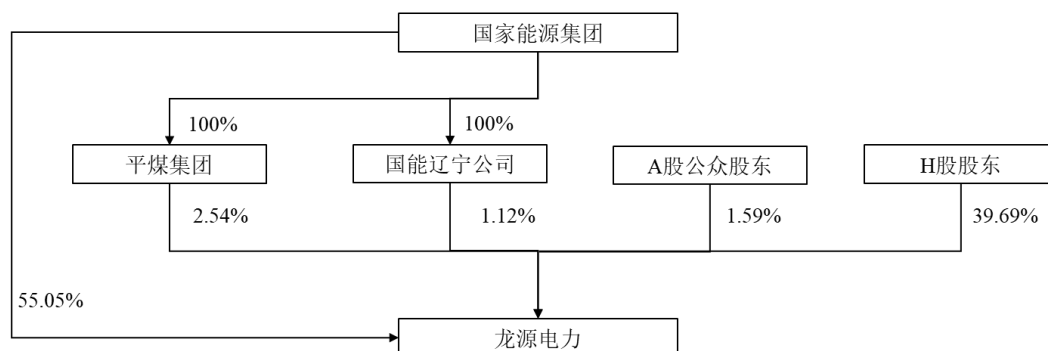 国家能源集团
100%
100%
平煤集团
国能辽宁公司
A股公众股东
H股股东
2.54%
1.12%
1.59%
39.69%
55.05%
龙源电力